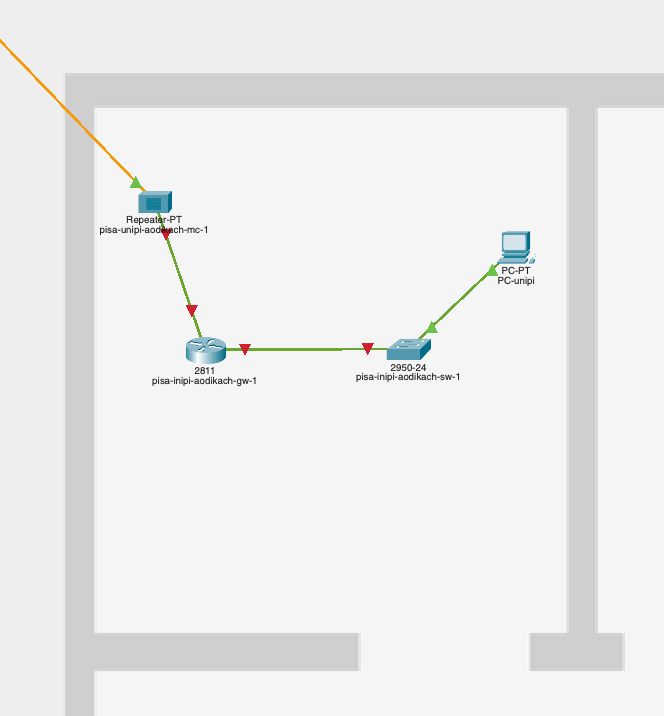 Repeater-PT
pisa-unipi-aodikach-mc-1
PC-PT
PC-unipi
2811
pisa-inipi-aodikach-gw-1
2950-24
pisa-inipi-aodikach-sw-1